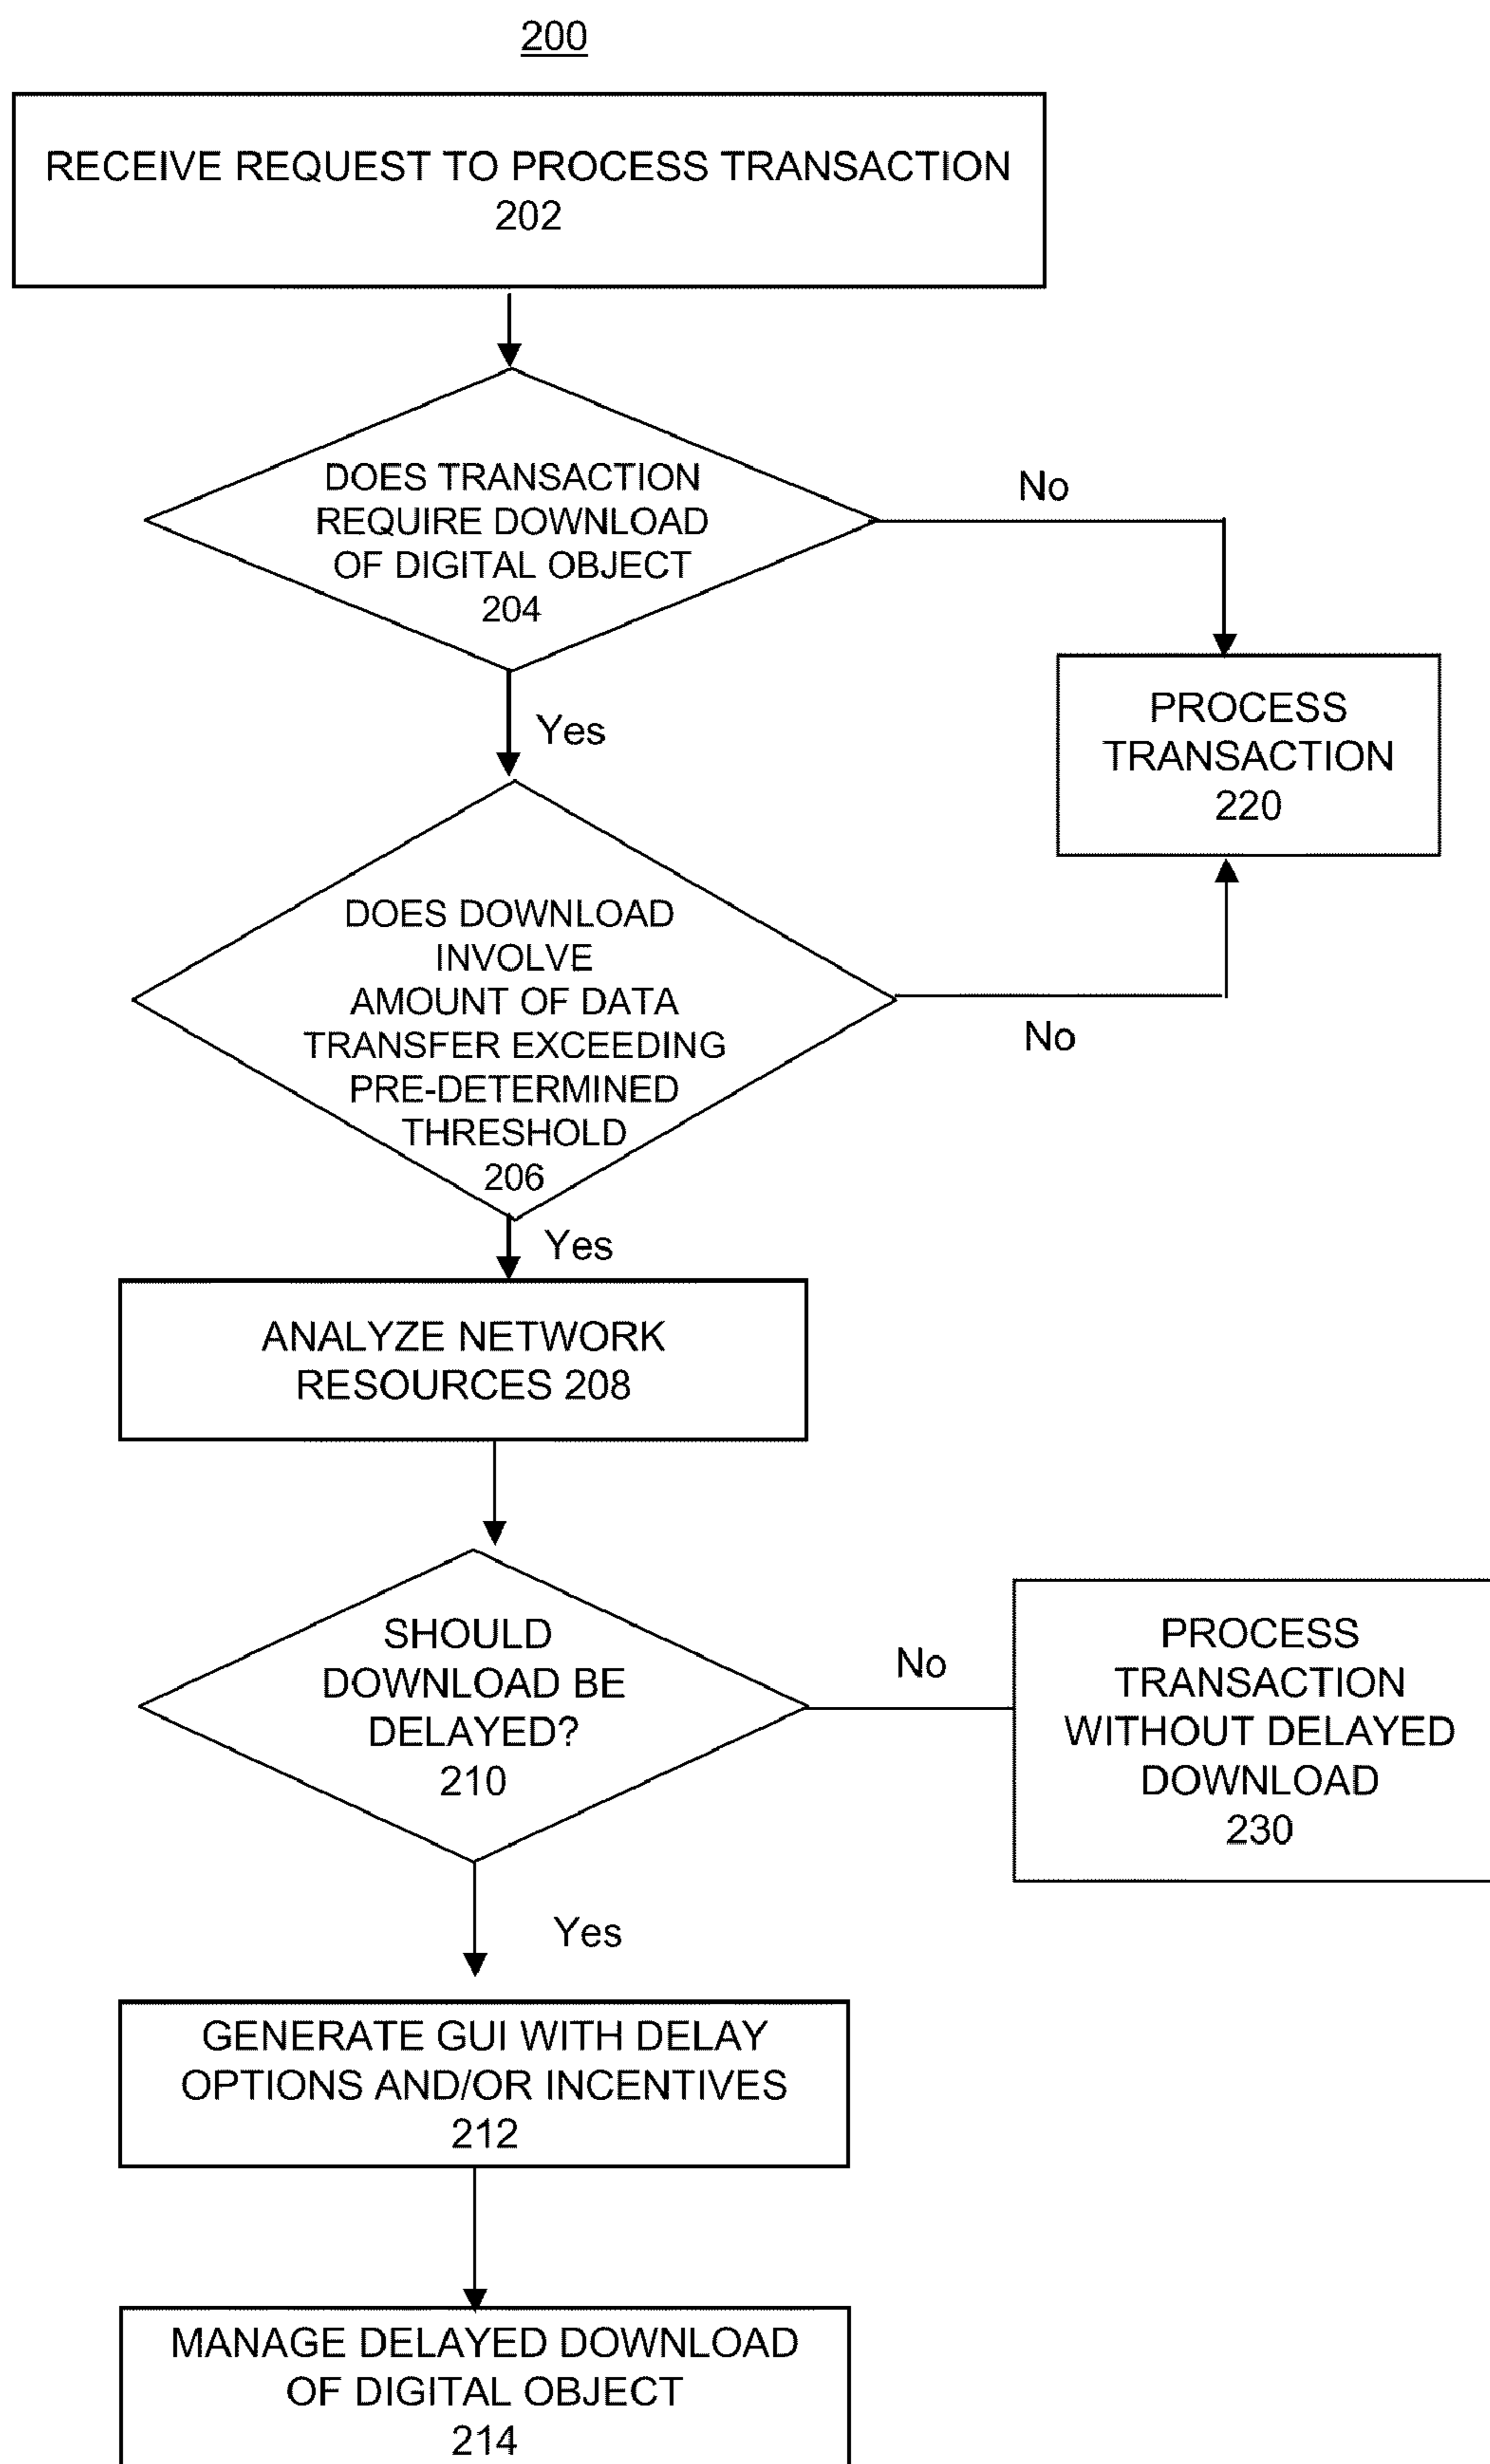 200
RECEIVE REQUEST TO PROCESS TRANSACTION
202
DOES TRANSACTION
REQUIRE DOWNLOAD
OF DIGITAL OBJECT
204
No
Yes
PROCESS
TRANSACTION
220
DOES DOWNLOAD
INVOLVE
AMOUNT OF DATA
TRANSFER EXCEEDING
PRE-DETERMINED
THRESHOLD
206
No
Yes
ANALYZE NETWORK
RESOURCES 208
SHOULD
DOWNLOAD BE
DELAYED?
210
No
PROCESS
TRANSACTION
WITHOUT DELAYED
DOWNLOAD
230
Yes
GENERATE GUI WITH DELAY
OPTIONS AND/OR INCENTIVES
212
MANAGE DELAYED DOWNLOAD
OF DIGITAL OBJECT
214